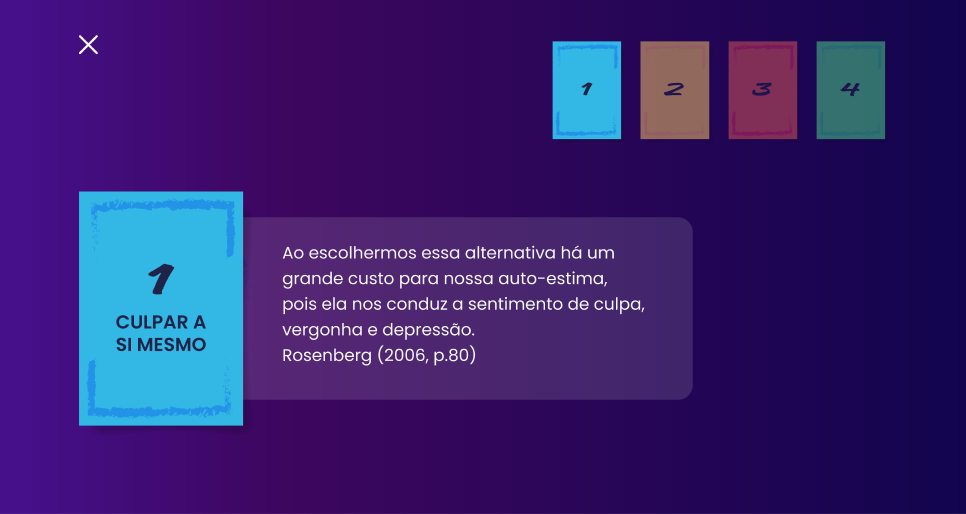 1
2
3
4
1
CULPAR A
SI MESMO
Ao escolhermos essa alternativa há um
grande custo para nossa auto-estima,
pois ela nos conduz a sentimento de culpa,
vergonha e depressão.
Rosenberg (2006, p.80)